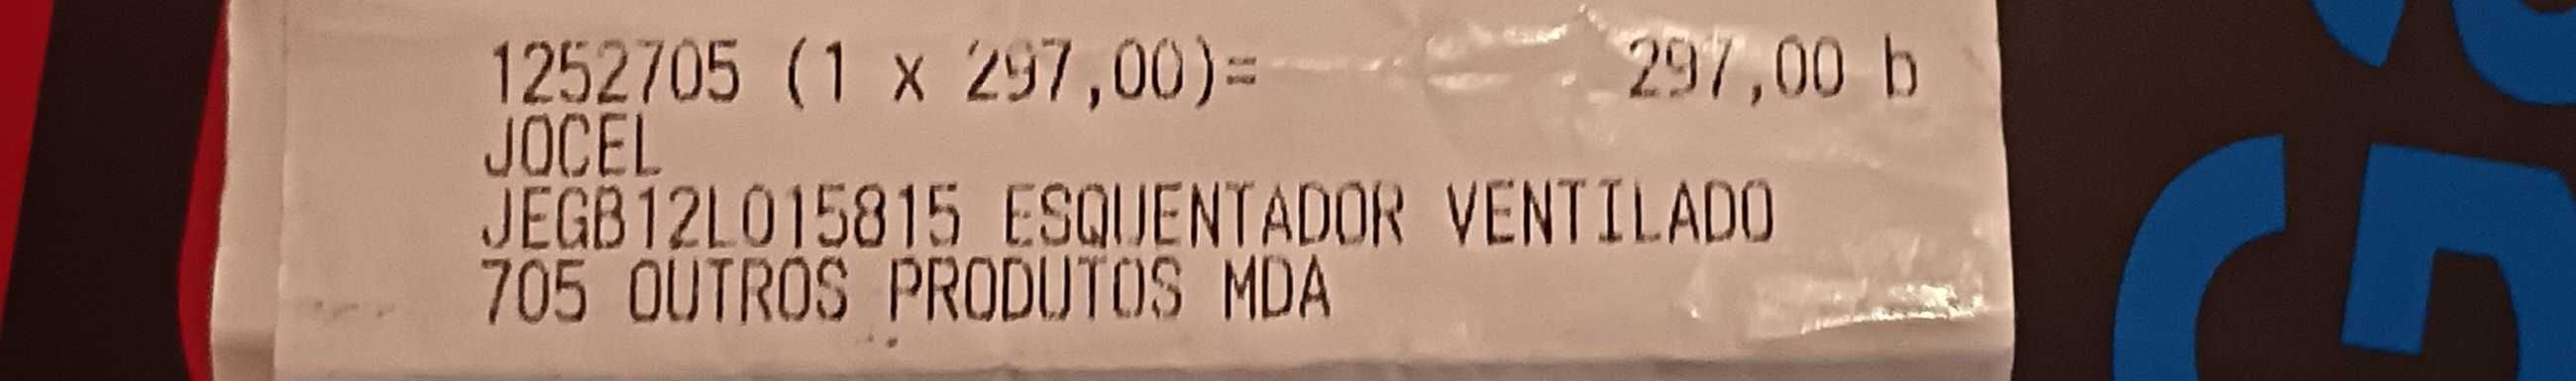 1252705 (1 x 297,00)= 297,00 b
JOCEL
JEGB12L015815 ESQUENTADOR VENTILADO
705 OUTROS PRODUTOS MDA